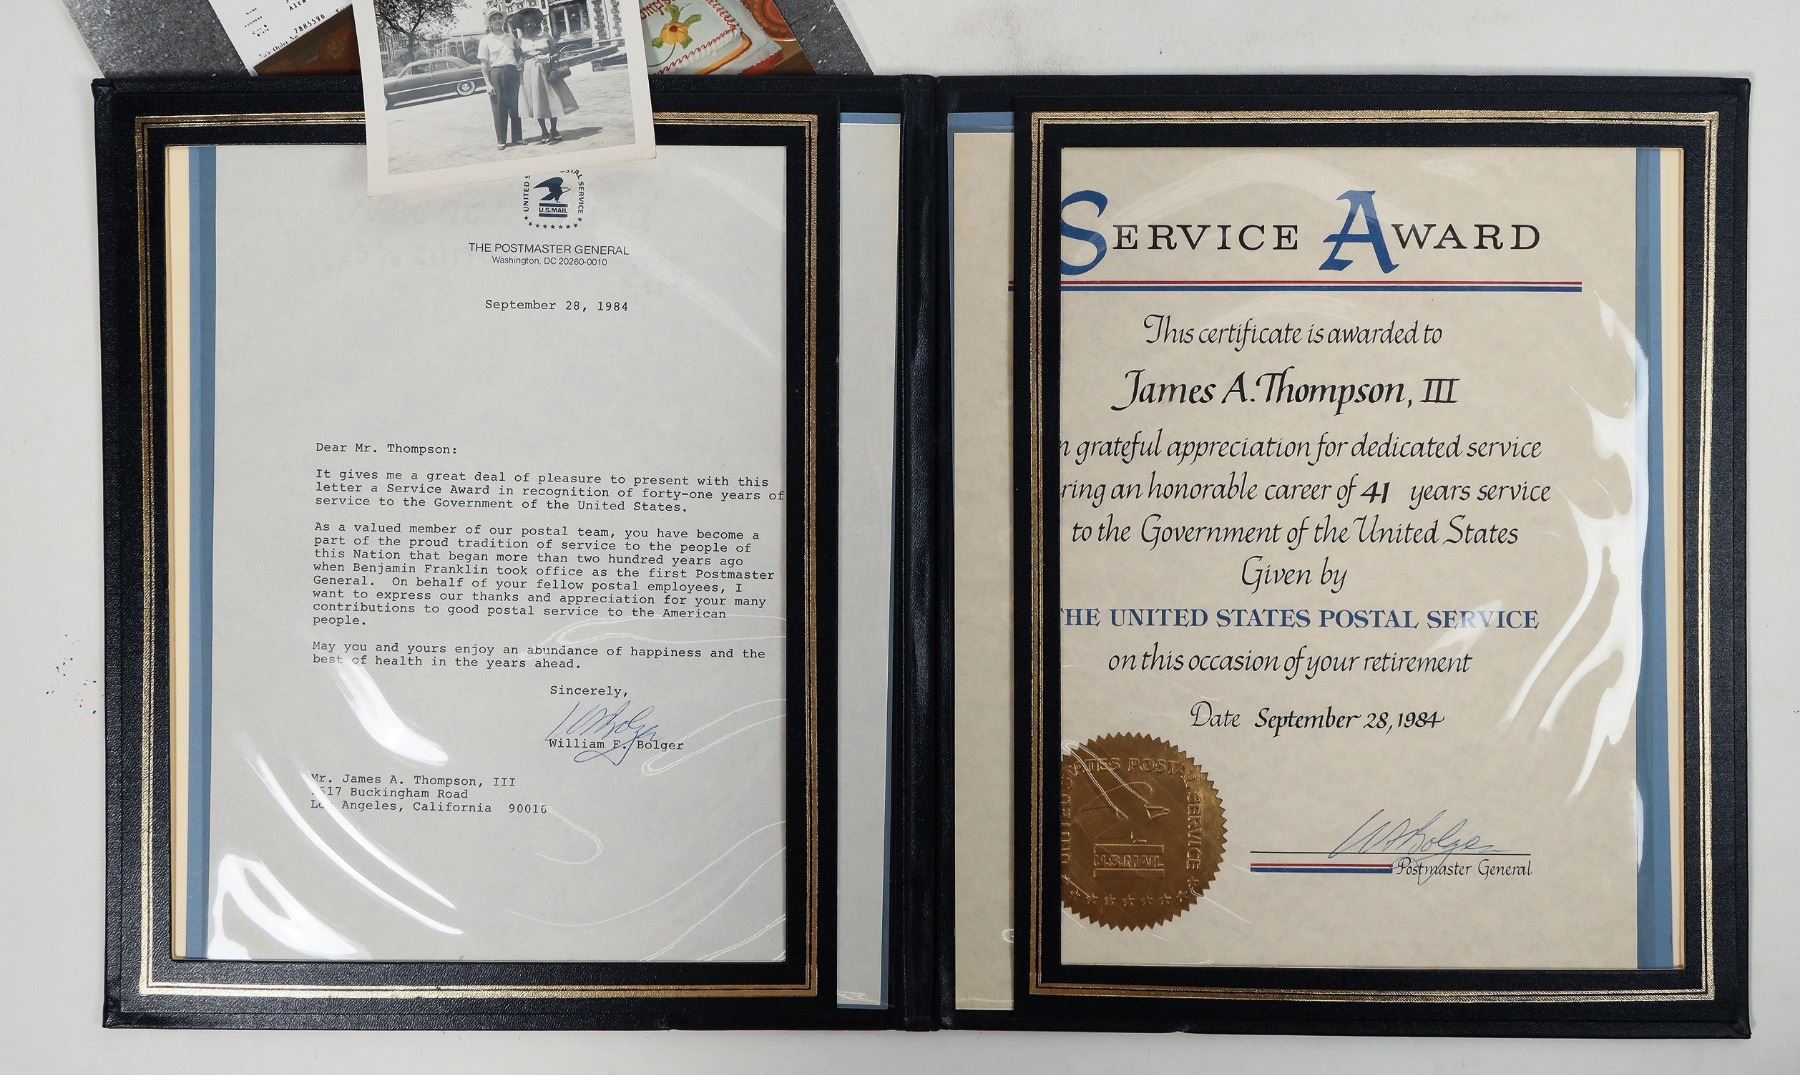 7885596
U.S. MAIL
THE POSTMASTER GENERAL
Washington, DC 20260-0010
September 28, 1984
Dear Mr. Thompson:
It gives me a great deal of pleasure to present with this
letter a Service Award in recognition of forty-one years of
service to the Government of the United States.
As a valued member of our postal team, you have become a
part of the proud tradition of service to the people of
this Nation that began more than two hundred years ago
when Benjamin Franklin took office as the first Postmaster
General. On behalf of your fellow postal employees, I
want to express our thanks and appreciation for your many
contributions to good postal service to the American
people.
May you and yours enjoy an abundance of happiness and the
best of health in the years ahead.
Sincerely,
William F. Bolger
Mr. James A. Thompson, III
517 Buckingham Road
Los Angeles, California 90016
SERVICE AWARD
This certificate is awarded to
James A. Thompson, III
n grateful appreciation for dedicated service
ring an honorable career of 41 years service
to the Government of the United States
Given by
HE UNITED STATES POSTAL SERVICE
on this occasion of your retirement
Date September 28, 1984
UNITED STATES POSTAL SERVICE
U.S. MAIL
Postmaster General